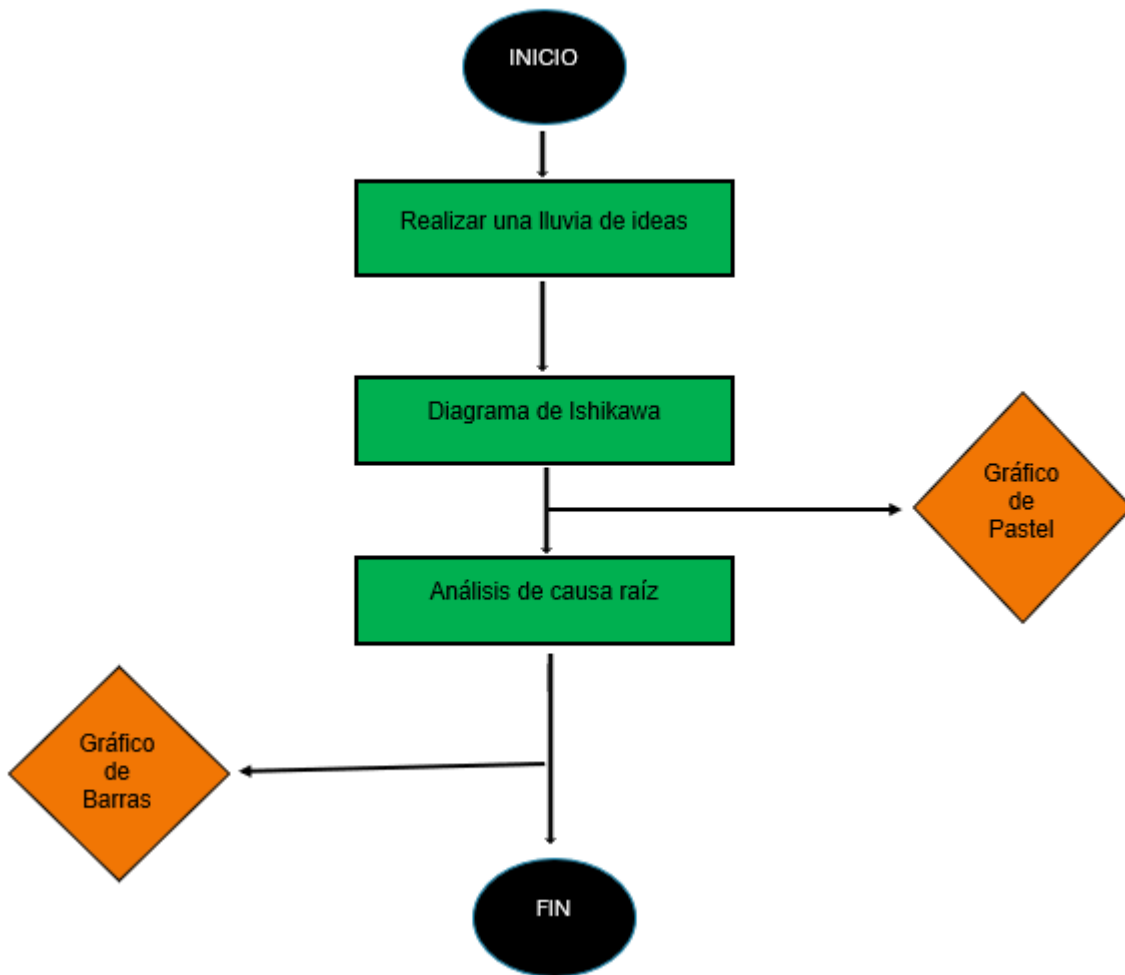 INICIO
Realizar una lluvia de ideas
Diagrama de Ishikawa
Gráfico
de
Pastel
Análisis de causa raíz
Gráfico
de
Barras
FIN